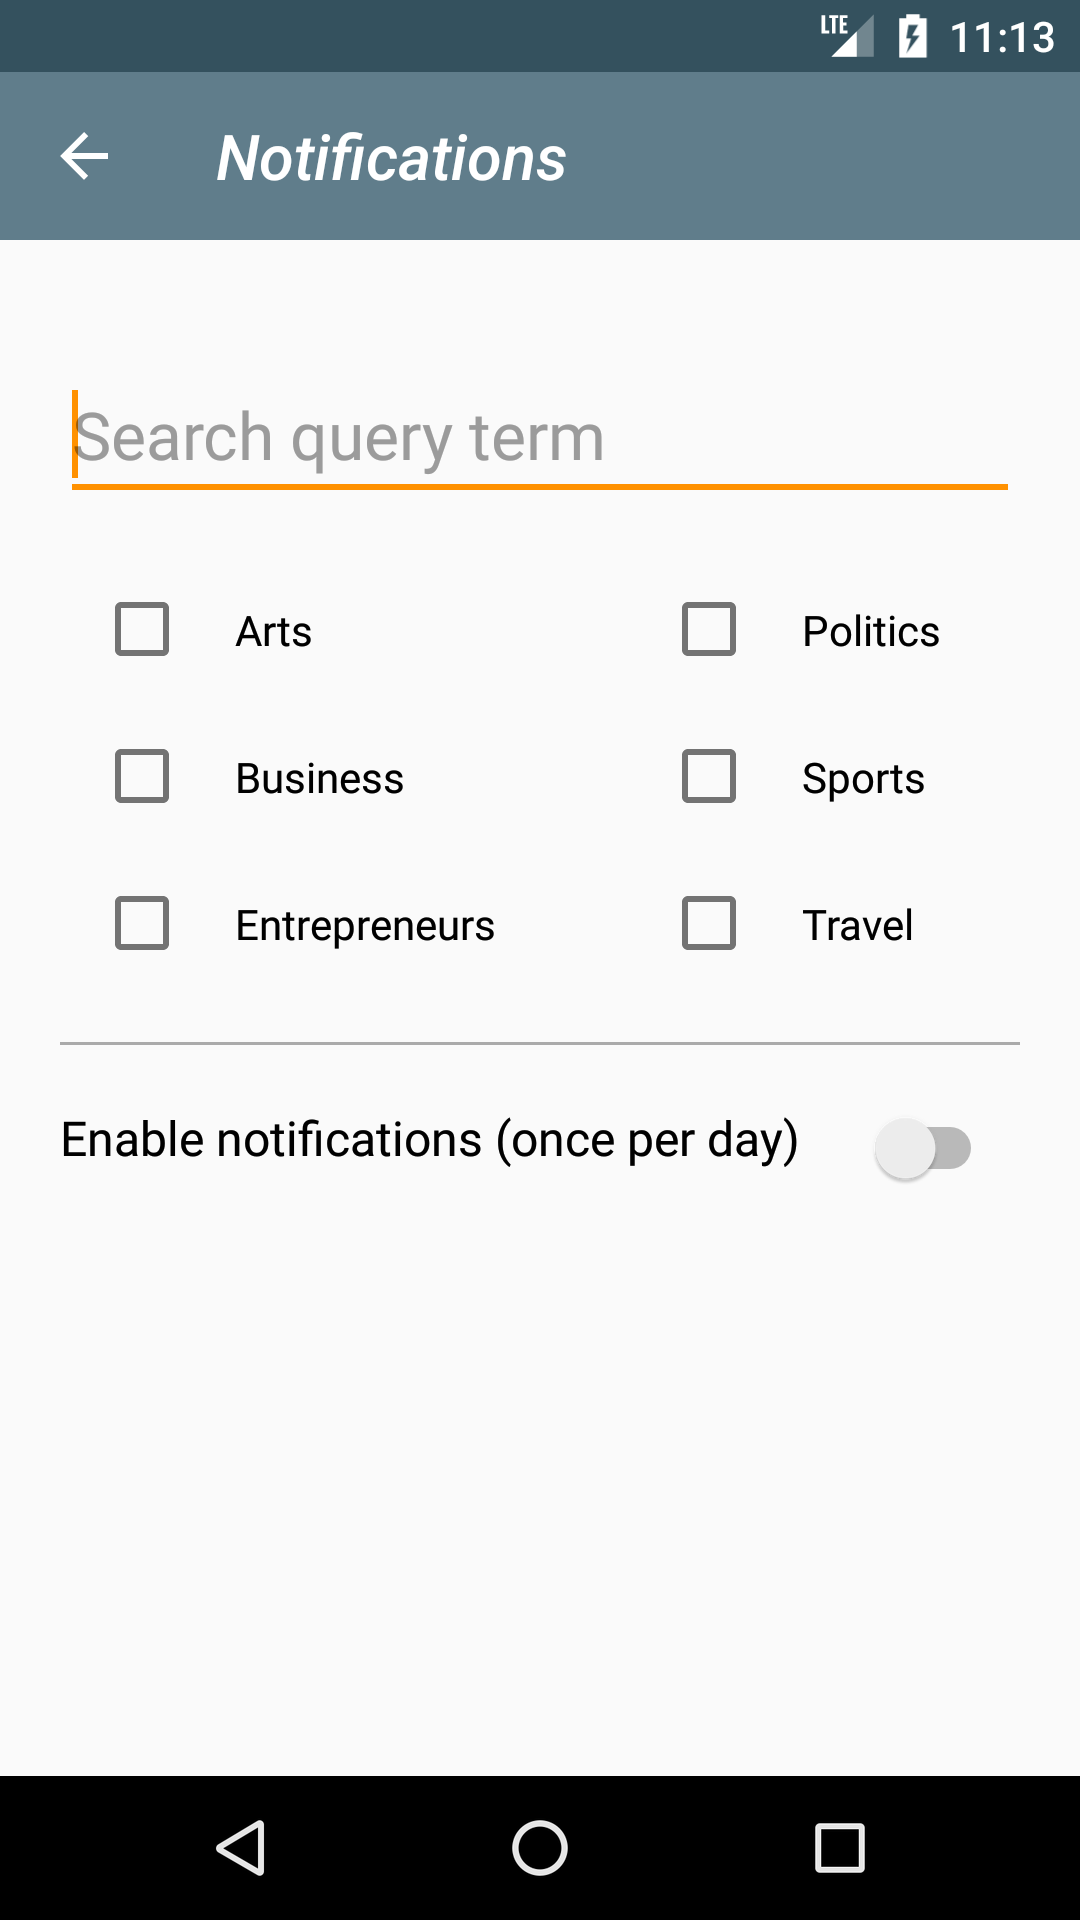 LTE 11:13
Notifications
Search query term
Arts Politics
Business Sports
Entrepreneurs Travel
Enable notifications (once per day)